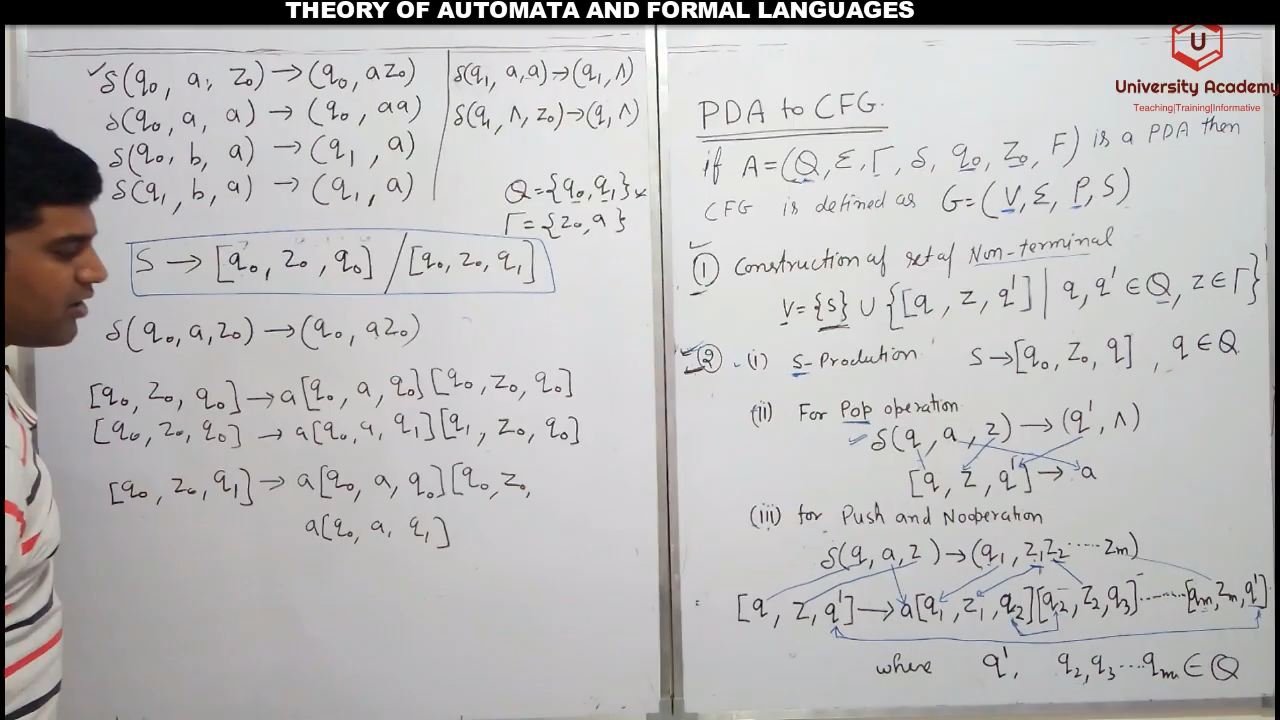 THEORY OF AUTOMATA AND FORMAL LANGUAGES
U
University Academy
Teaching|Training|Informative
✓δ(q₀, a, z₀) → (q₀, az₀)
δ(q₀, a, a) → (q₀, aa)
δ(q₀, b, a) → (q₁, a)
δ(q₁, b, a) → (q₁, a)
δ(q₁, a, a) → (q₁, Λ)
δ(q₁, Λ, z₀) → (q₁, Λ)
Q = {q₀, q₁}
Γ = {z₀, a}
S → [q₀, z₀, q₀] / [q₀, z₀, q₁]
δ(q₀, a, z₀) → (q₀, az₀)
[q₀, z₀, q₀] → a[q₀, a, q₀][q₀, z₀, q₀]
[q₀, z₀, q₀] → a[q₀, a, q₁][q₁, z₀, q₀]
[q₀, z₀, q₁] → a[q₀, a, q₀][q₀, z₀,
a[q₀, a, q₁]
PDA to CFG.
if A = (Q, Σ, Γ, δ, q₀, z₀, F) is a PDA then
CFG is defined as G = (V, Σ, P, S)
① Construction of set of Non-terminal
V = {S} ∪ {[q, z, q'] | q, q' ∈ Q, z ∈ Γ}
② (i) S-Prodution S → [q₀, z₀, q], q ∈ Q
(ii) For Pop operation
✓δ(q, a, z) → (q', Λ)
[q, z, q'] → a
(iii) for Push and Nooperation
δ(q, a, z) → (q₁, z₁z₂ ..... zₘ)
[q, z, q'] → a[q₁, z₁, q₂][q₂, z₂, q₃] ........ [qₘ, zₘ, q']
where q', q₂, q₃ ... qₘ ∈ Q